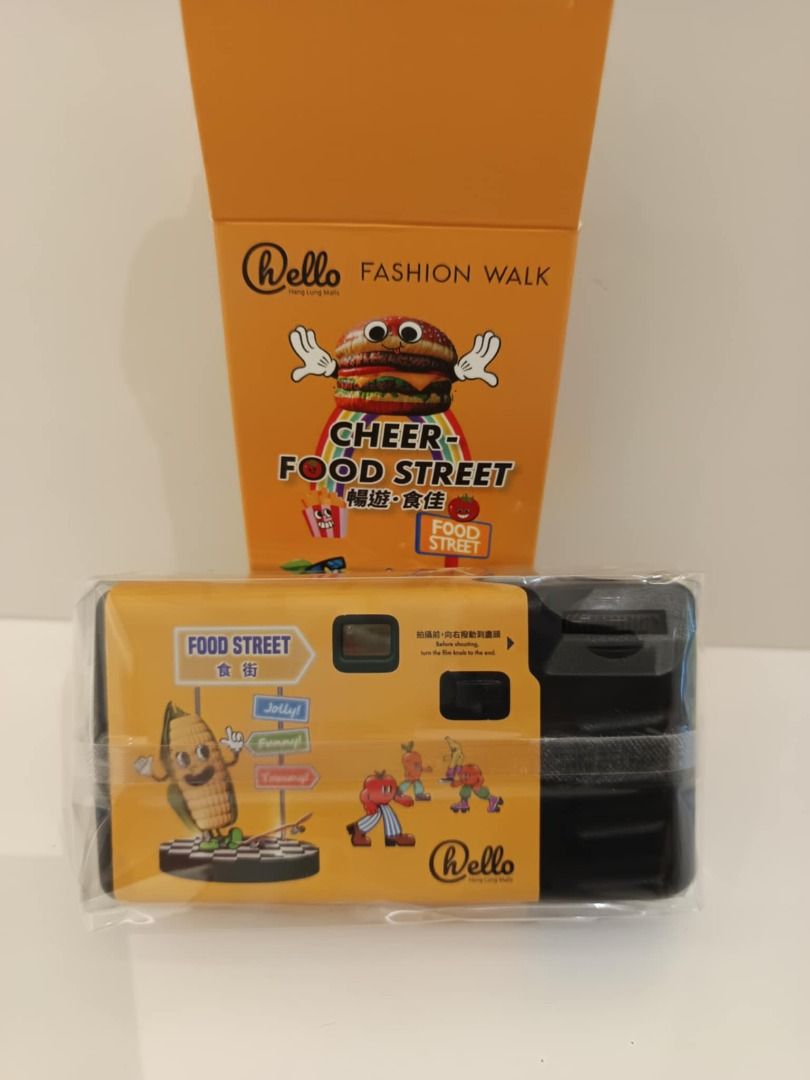 hello FASHION WALK
Hang Lung Malls
CHEER-
FOOD STREET
暢遊·食佳
FOOD
STREET
FOOD STREET
食街
Jolly!
Funny!
Yummy!
拍攝前,向右撥動到盡頭
Before shooting,
turn the film knob to the end.
hello
Hang Lung Malls